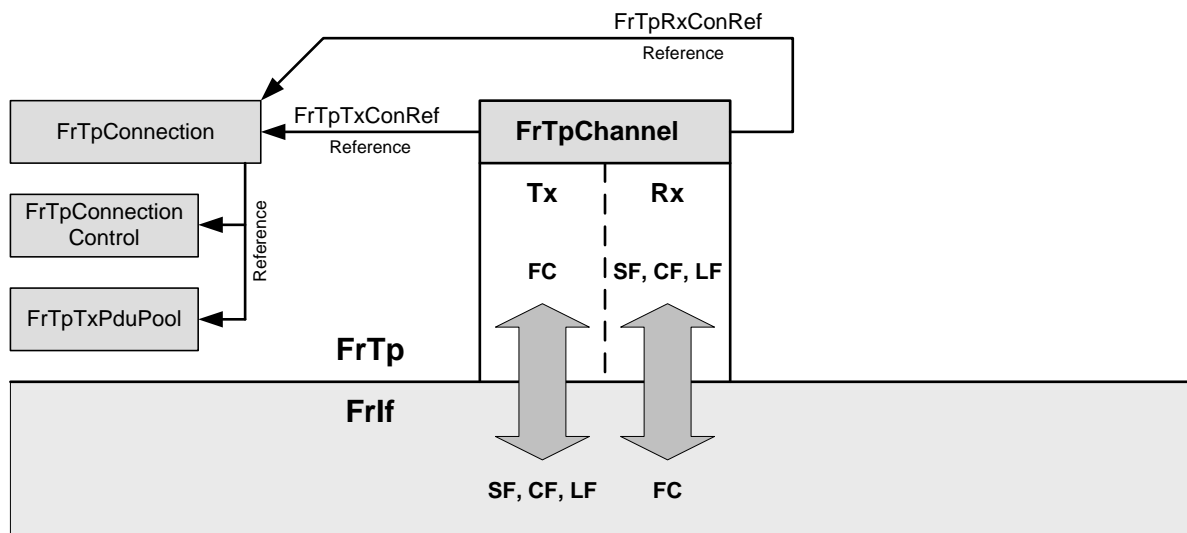 FrTpRxConRef
Reference
FrTpConnection
FrTpTxConRef
Reference
FrTpChannel
Tx
Rx
FrTpConnection
Control
Reference
FC
SF, CF, LF
FrTpTxPduPool
FrTp
FrIf
SF, CF, LF
FC